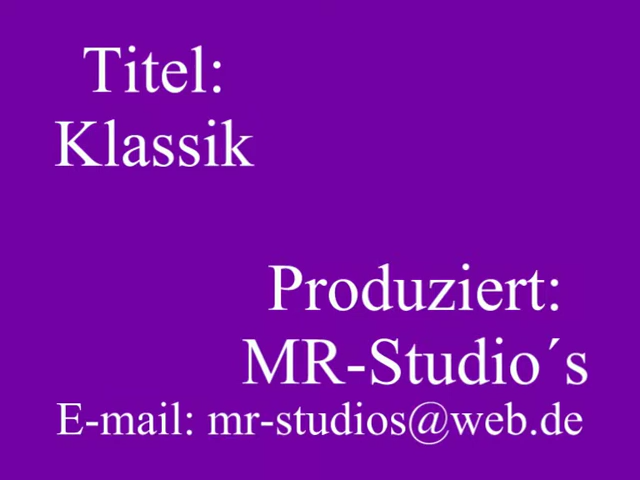 Titel:
Klassik
Produziert:
MR-Studio´s
E-mail: mr-studios@web.de